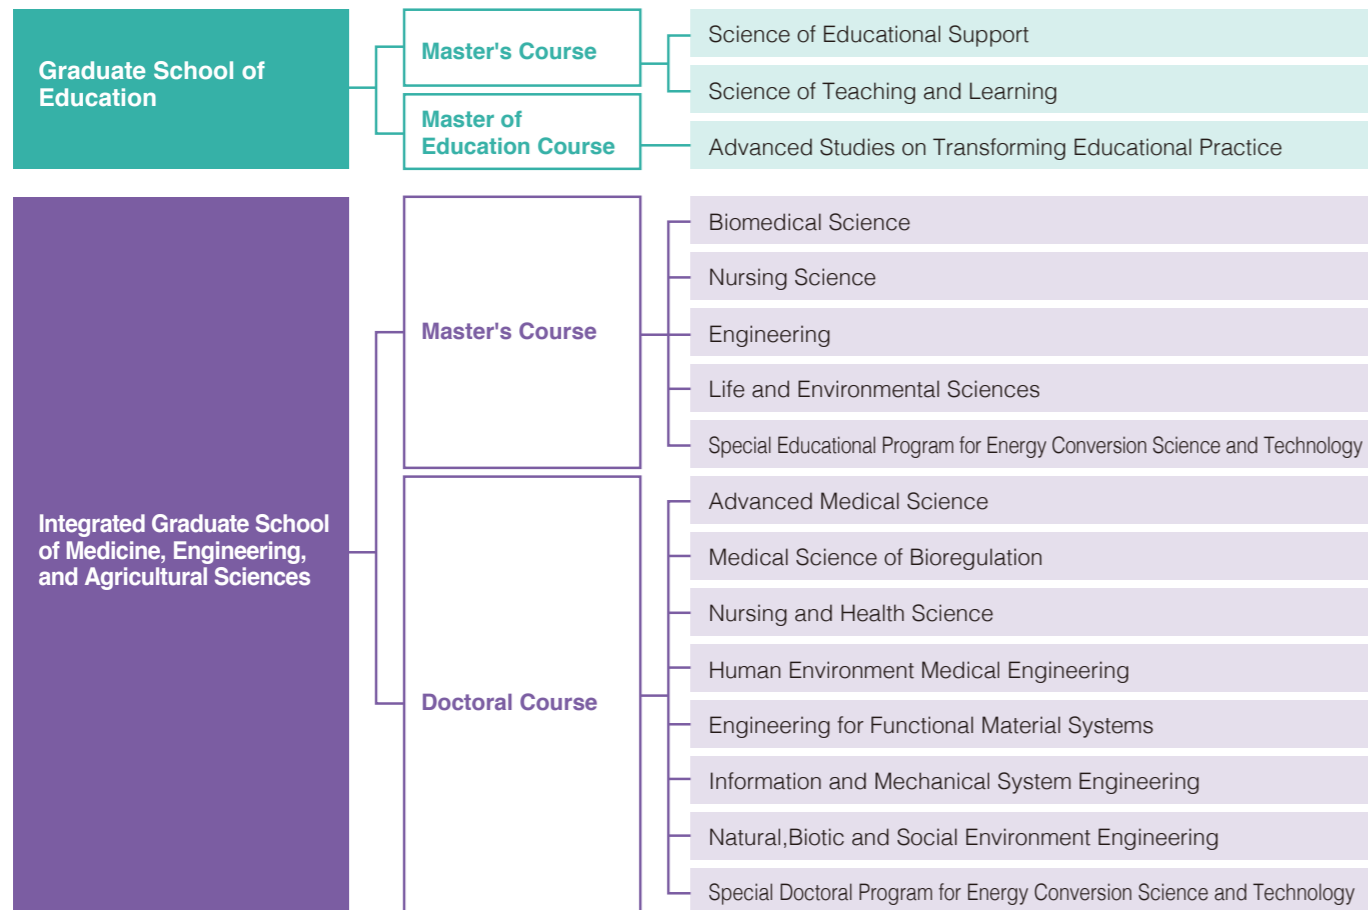 Graduate School of
Education
Master's Course
Science of Educational Support
Science of Teaching and Learning
Master of
Education Course
Advanced Studies on Transforming Educational Practice
Integrated Graduate School
of Medicine, Engineering,
and Agricultural Sciences
Master's Course
Biomedical Science
Nursing Science
Engineering
Life and Environmental Sciences
Special Educational Program for Energy Conversion Science and Technology
Doctoral Course
Advanced Medical Science
Medical Science of Bioregulation
Nursing and Health Science
Human Environment Medical Engineering
Engineering for Functional Material Systems
Information and Mechanical System Engineering
Natural,Biotic and Social Environment Engineering
Special Doctoral Program for Energy Conversion Science and Technology